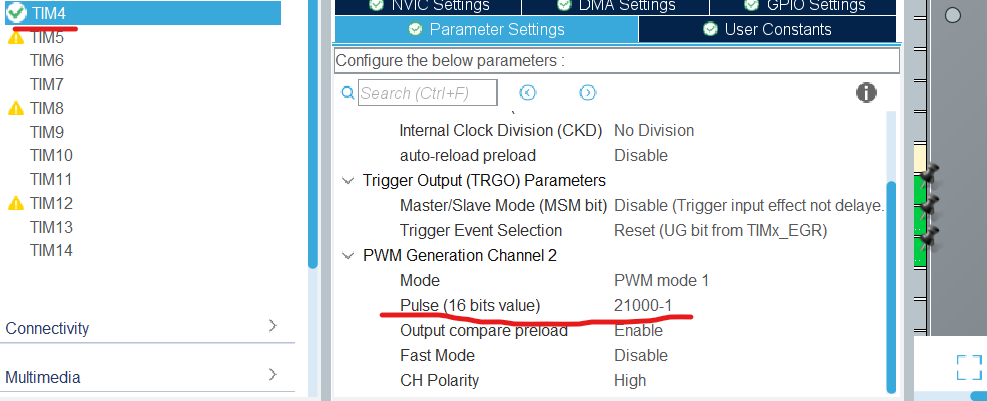 TIM4
TIM5
TIM6
TIM7
TIM8
TIM9
TIM10
TIM11
TIM12
TIM13
TIM14
Connectivity
Multimedia
NVIC Settings
DMA Settings
GPIO Settings
Parameter Settings
User Constants
Configure the below parameters :
Search (Ctrl+F)
Internal Clock Division (CKD) No Division
auto-reload preload Disable
Trigger Output (TRGO) Parameters
Master/Slave Mode (MSM bit) Disable (Trigger input effect not delaye.
Trigger Event Selection Reset (UG bit from TIMx_EGR)
PWM Generation Channel 2
Mode PWM mode 1
Pulse (16 bits value) 21000-1
Output compare preload Enable
Fast Mode Disable
CH Polarity High